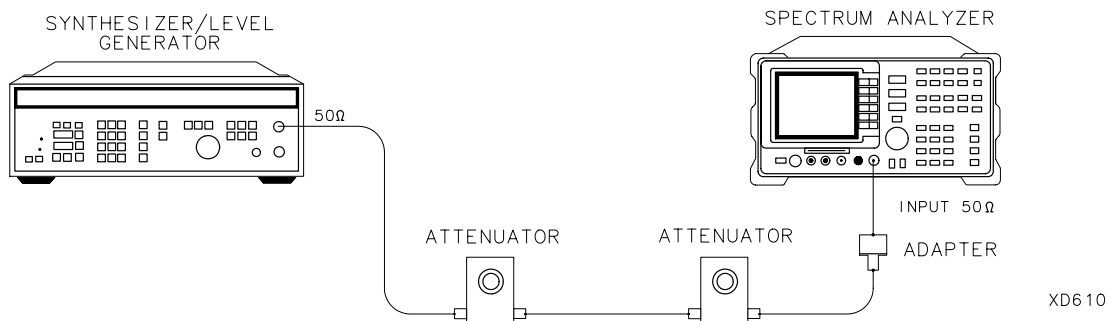 SYNTHESIZER/LEVEL
GENERATOR
SPECTRUM ANALYZER
50Ω
INPUT 50Ω
ATTENUATOR
ATTENUATOR
ADAPTER
XD610